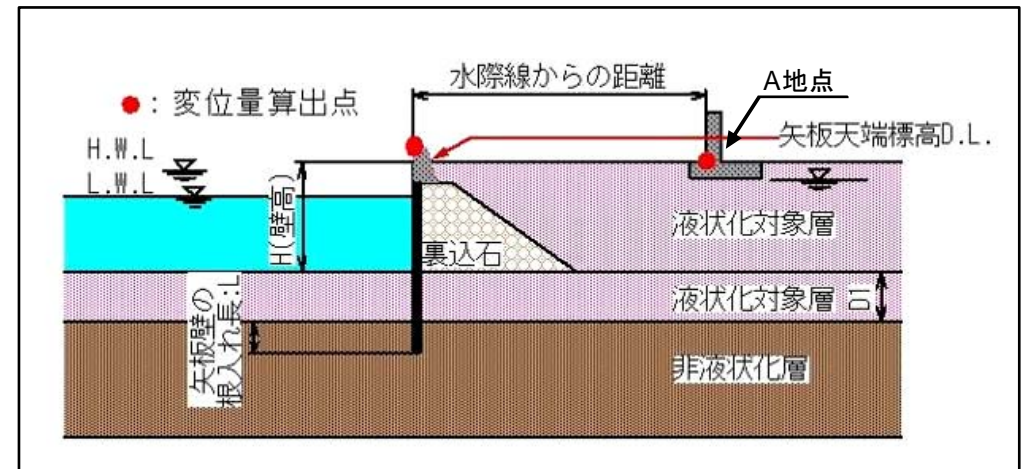 水際線からの距離
A地点
●：変位量算出点
矢板天端標高D.L.
H.W.L
L.W.L
H(壁高)
液状化対象層
裏込石
矢板壁の
根入れ長:L
液状化対象層
D1
非液状化層